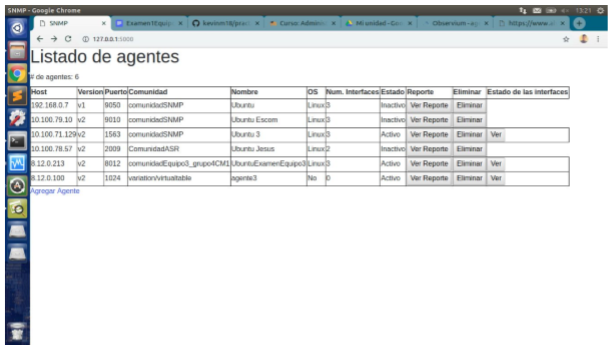 SNMP - Google Chrome 13:21
SNMP Examen1Equipo kevinm18/prac Curso: Adminis Mi unidad - Goo Observium - ag https://www.
127.0.0.1:5000
Listado de agentes
# de agentes: 6
Host Version Puerto Comunidad Nombre OS Num. Interfaces Estado Reporte Eliminar Estado de las interfaces
192.168.0.7 v1 9050 comunidadSNMP Ubuntu Linux 3 Inactivo Ver Reporte Eliminar
10.100.79.10 v2 9010 comunidadSNMP Ubuntu Escom Linux 3 Inactivo Ver Reporte Eliminar
10.100.71.129 v2 1563 comunidadSNMP Ubuntu 3 Linux 3 Activo Ver Reporte Eliminar Ver
10.100.78.57 v2 2009 ComunidadASR Ubuntu Jesus Linux 2 Inactivo Ver Reporte Eliminar
8.12.0.213 v2 8012 comunidadEquipo3_grupo4CM1 UbuntuExamenEquipo3 Linux 3 Activo Ver Reporte Eliminar Ver
8.12.0.100 v2 1024 variation/virtualtable agente3 No 0 Activo Ver Reporte Eliminar Ver
Agregar Agente